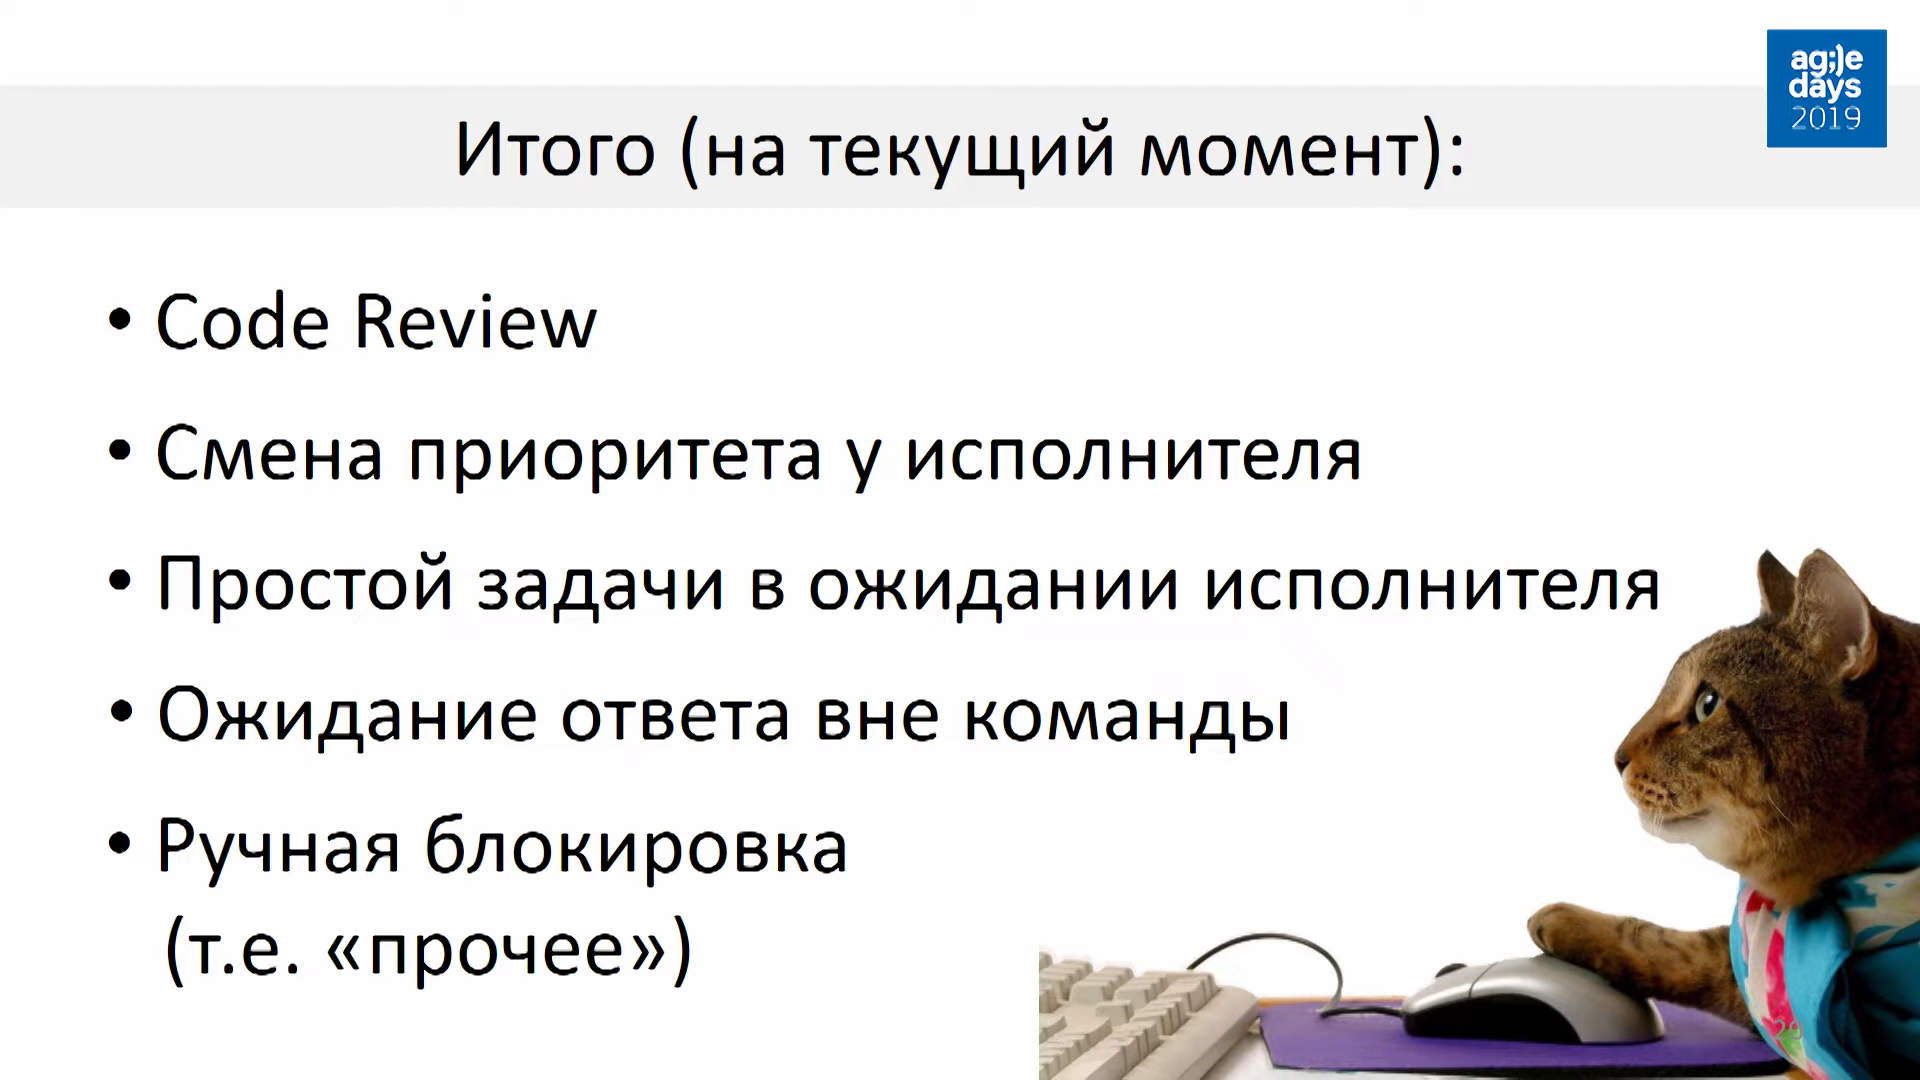 ag;)e
days
2019
Итого (на текущий момент):
• Code Review
• Смена приоритета у исполнителя
• Простой задачи в ожидании исполнителя
• Ожидание ответа вне команды
• Ручная блокировка
(т.е. «прочее»)